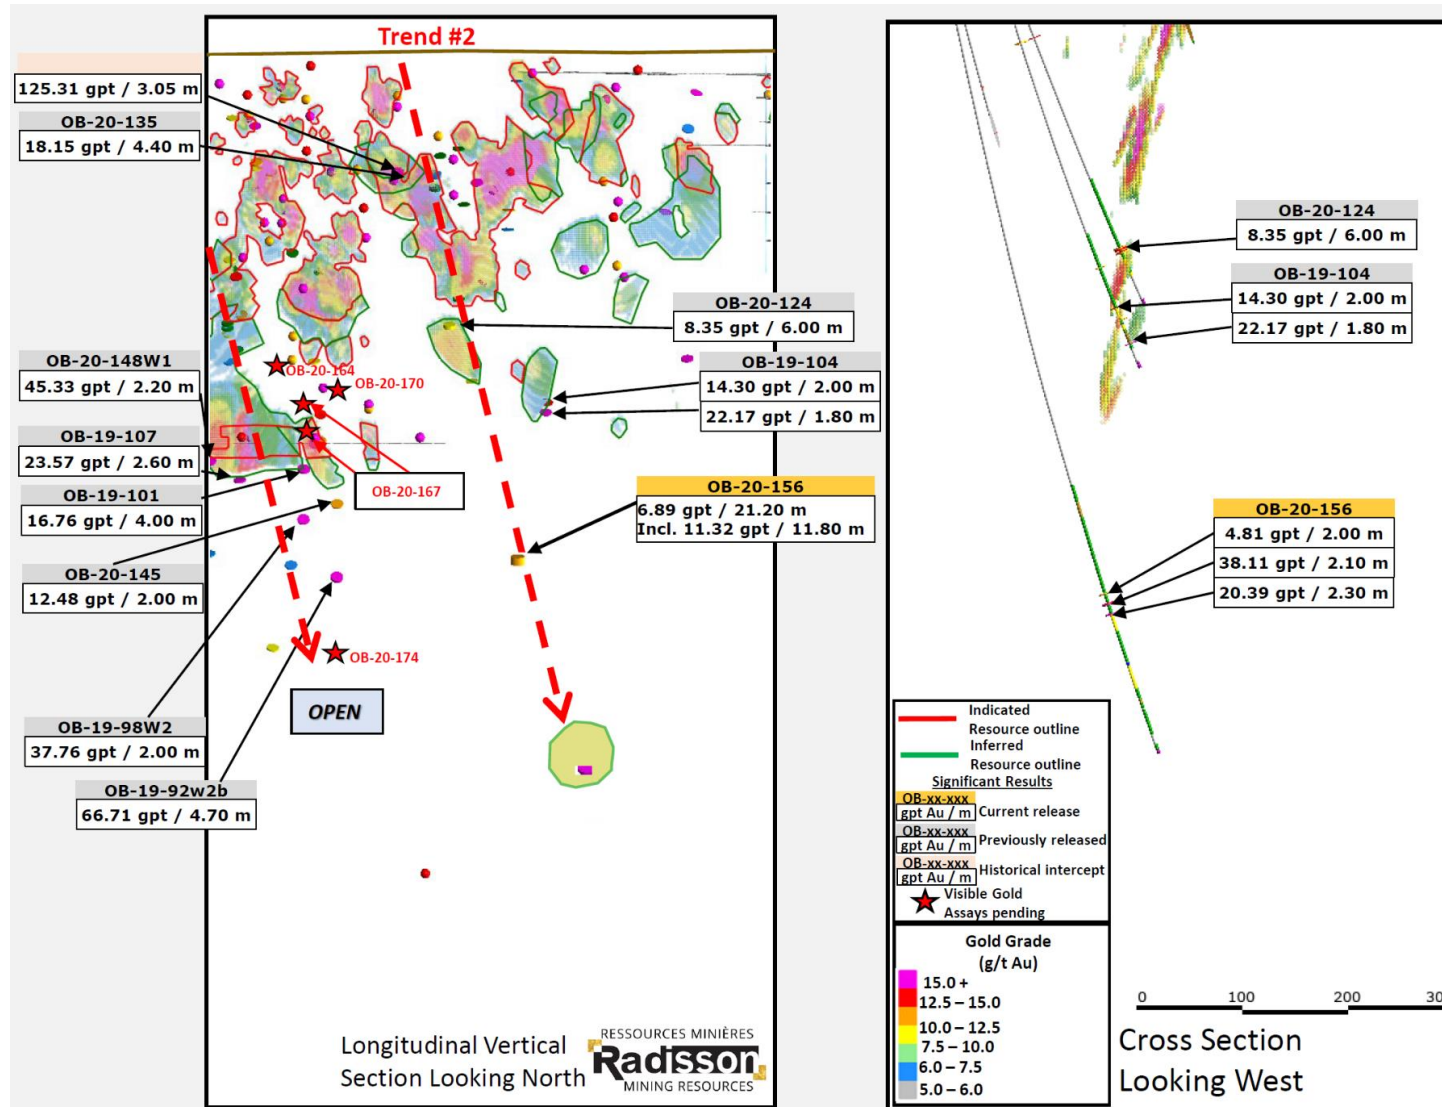 Trend #2
125.31 gpt / 3.05 m
OB-20-135
18.15 gpt / 4.40 m
OB-20-148W1
45.33 gpt / 2.20 m
OB-19-107
23.57 gpt / 2.60 m
OB-19-101
16.76 gpt / 4.00 m
OB-20-145
12.48 gpt / 2.00 m
OB-19-98W2
37.76 gpt / 2.00 m
OB-19-92w2b
66.71 gpt / 4.70 m
OB-20-164
OB-20-170
OB-20-167
OB-20-174
OPEN
OB-20-124
8.35 gpt / 6.00 m
OB-19-104
14.30 gpt / 2.00 m
22.17 gpt / 1.80 m
OB-20-156
6.89 gpt / 21.20 m
Incl. 11.32 gpt / 11.80 m
Longitudinal Vertical
Section Looking North
RESSOURCES MINIÈRES
Radisson
MINING RESOURCES
OB-20-124
8.35 gpt / 6.00 m
OB-19-104
14.30 gpt / 2.00 m
22.17 gpt / 1.80 m
OB-20-156
4.81 gpt / 2.00 m
38.11 gpt / 2.10 m
20.39 gpt / 2.30 m
Indicated
Resource outline
Inferred
Resource outline
Significant Results
OB-xx-xxx
gpt Au / m
Current release
OB-xx-xxx
gpt Au / m
Previously released
OB-xx-xxx
gpt Au / m
Historical intercept
Visible Gold
Assays pending
Gold Grade
(g/t Au)
15.0 +
12.5 – 15.0
10.0 – 12.5
7.5 – 10.0
6.0 – 7.5
5.0 – 6.0
0 100 200 30
Cross Section
Looking West